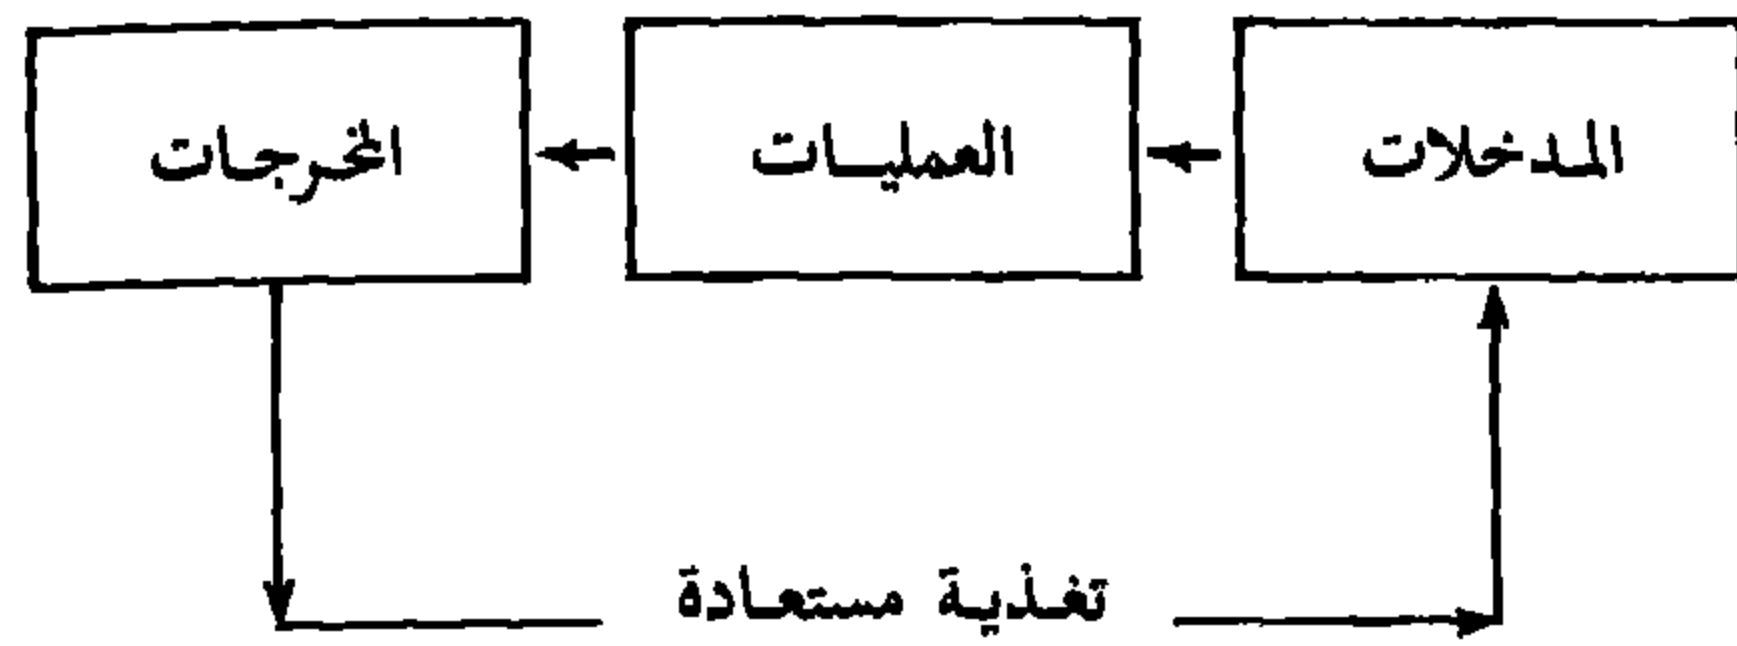 المدخلات
العمليات
المخرجات
تغذية مستعادة